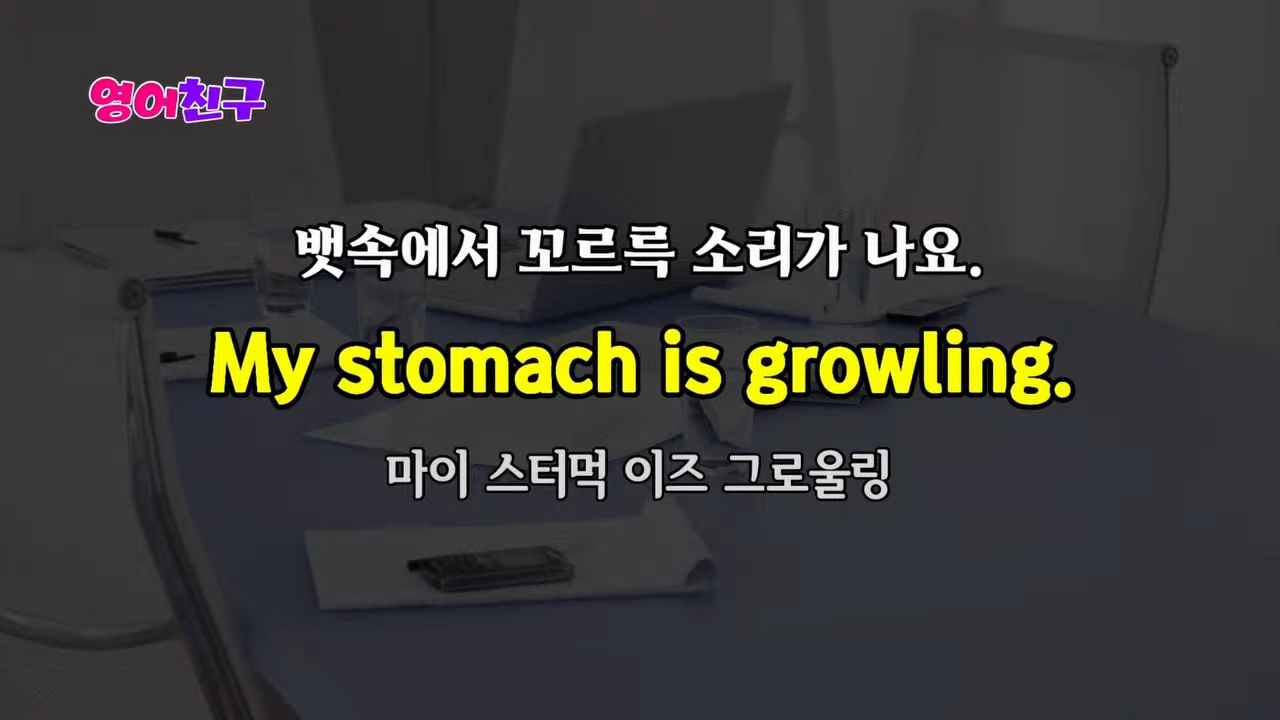 영어친구
뱃속에서 꼬르륵 소리가 나요.
My stomach is growling.
마이 스터먹 이즈 그로울링